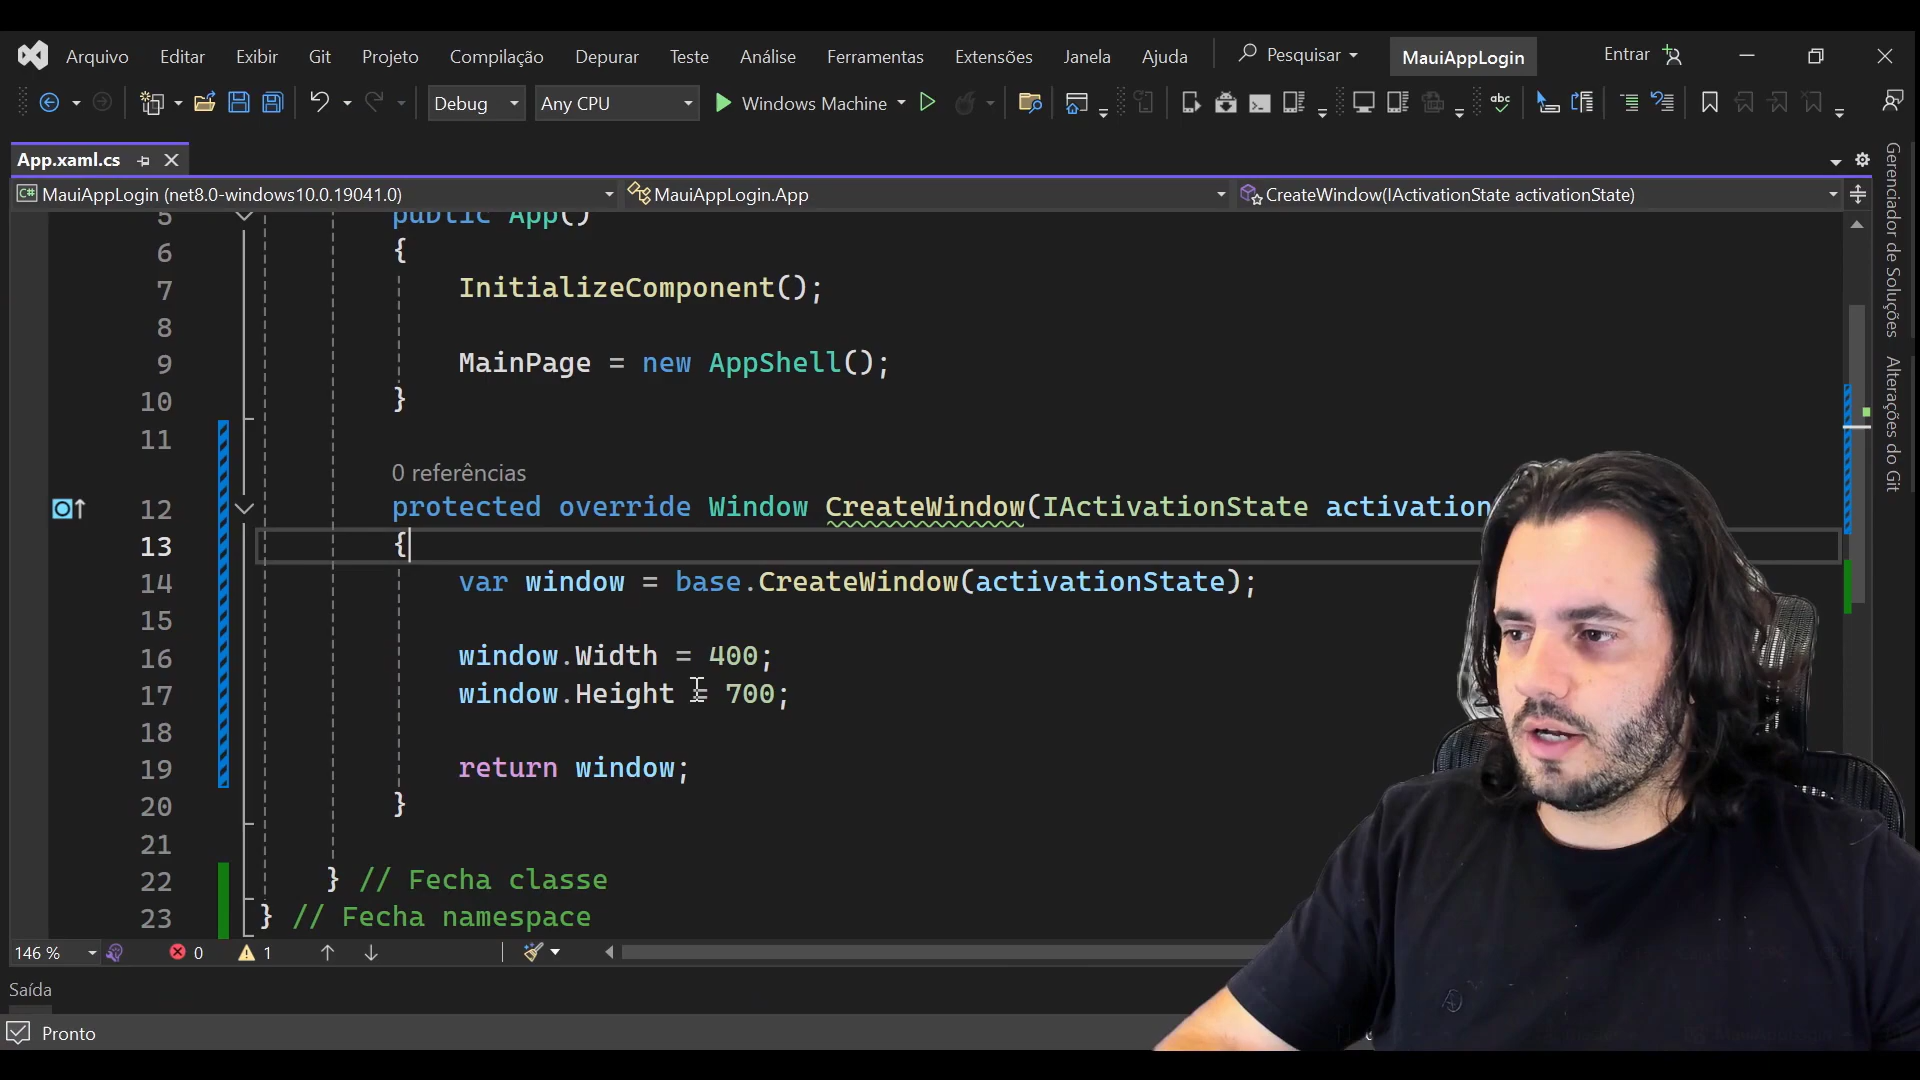 Arquivo Editar Exibir Git Projeto Compilação Depurar Teste Análise Ferramentas Extensões Janela Ajuda Pesquisar MauiAppLogin Entrar
Debug Any CPU Windows Machine abc
App.xaml.cs
C# MauiAppLogin (net8.0-windows10.0.19041.0) MauiAppLogin.App CreateWindow(IActivationState activationState)
5 public App()
6 {
7 InitializeComponent();
8
9 MainPage = new AppShell();
10 }
11
0 referências
12 protected override Window CreateWindow(IActivationState activation
13 {
14 var window = base.CreateWindow(activationState);
15
16 window.Width = 400;
17 window.Height = 700;
18
19 return window;
20 }
21
22 } // Fecha classe
23 } // Fecha namespace
146 % 0 1
Saída
Pronto
Gerenciador de Soluções
Alterações do Git